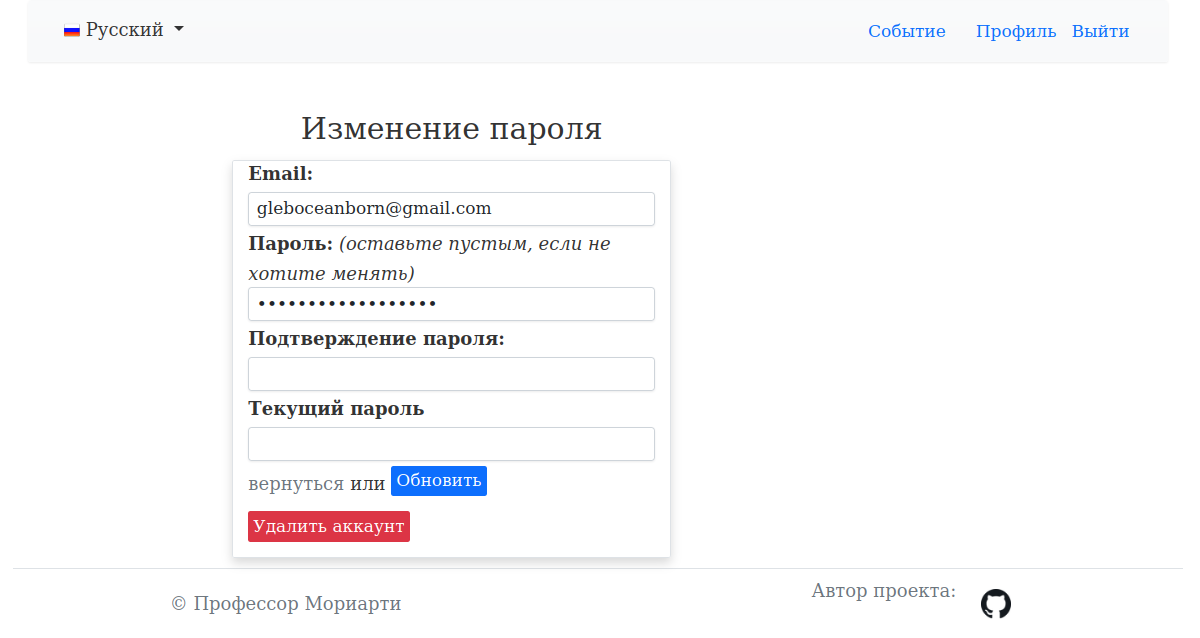 Русский
Событие Профиль Выйти
Изменение пароля
Email:
gleboceanborn@gmail.com
Пароль: (оставьте пустым, если не
хотите менять)
••••••••••••••••••
Подтверждение пароля:
Текущий пароль
вернуться или Обновить
Удалить аккаунт
© Профессор Мориарти
Автор проекта: